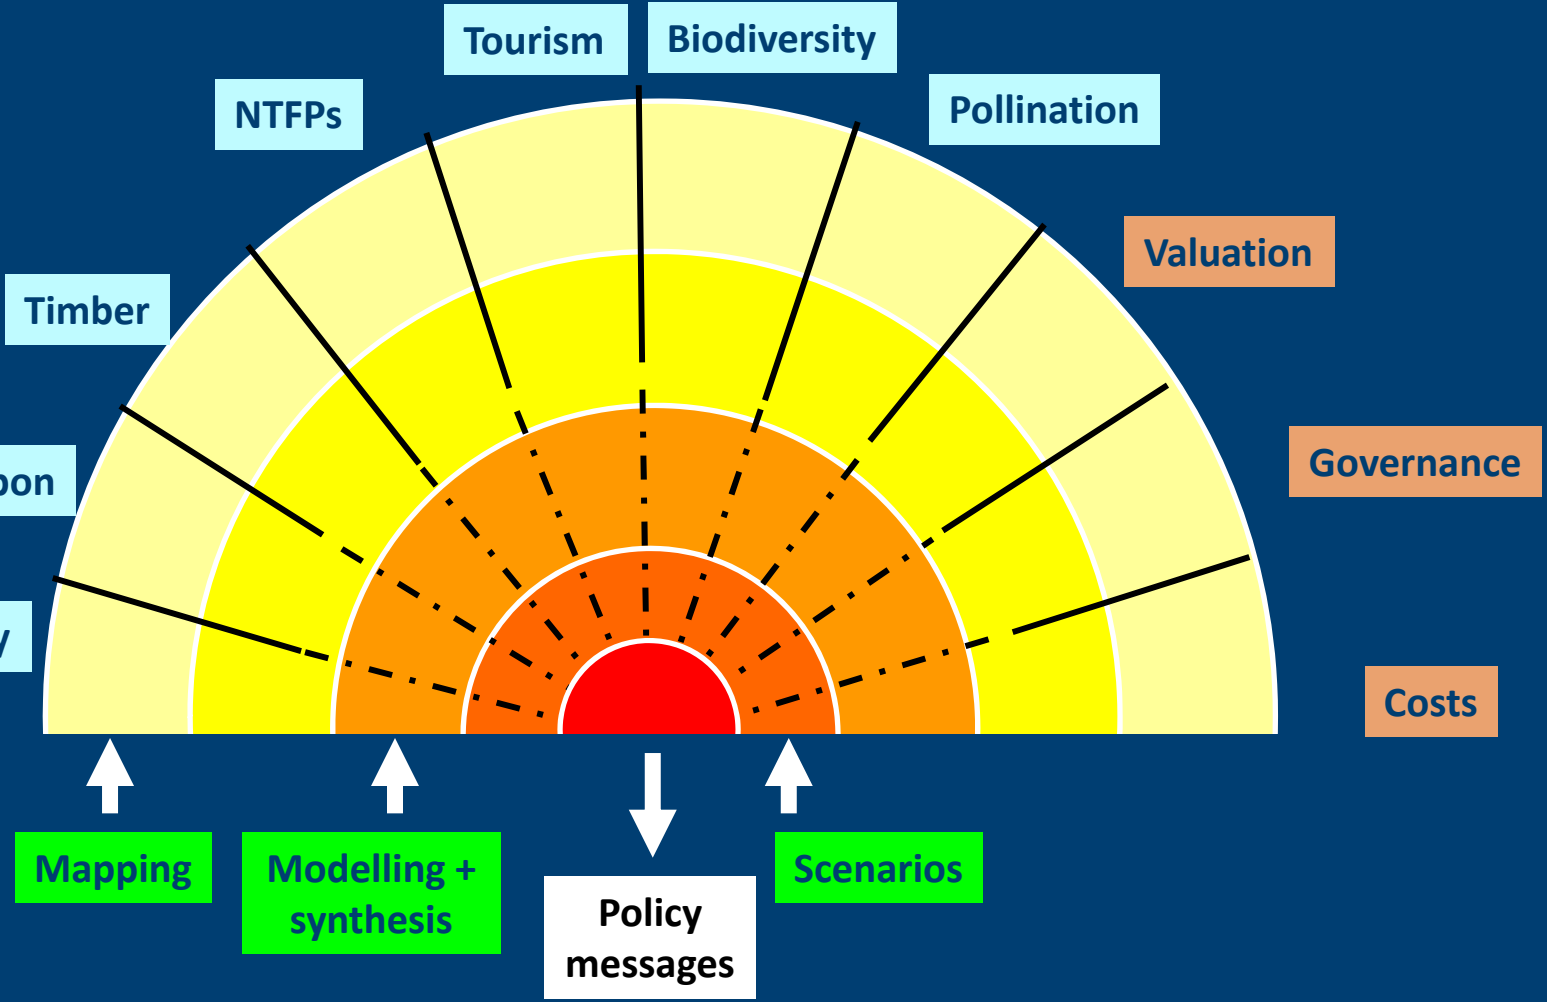 Tourism
Biodiversity
NTFPs
Pollination
Valuation
Timber
Governance
Costs
Mapping
Modelling +
synthesis
Scenarios
Policy
messages